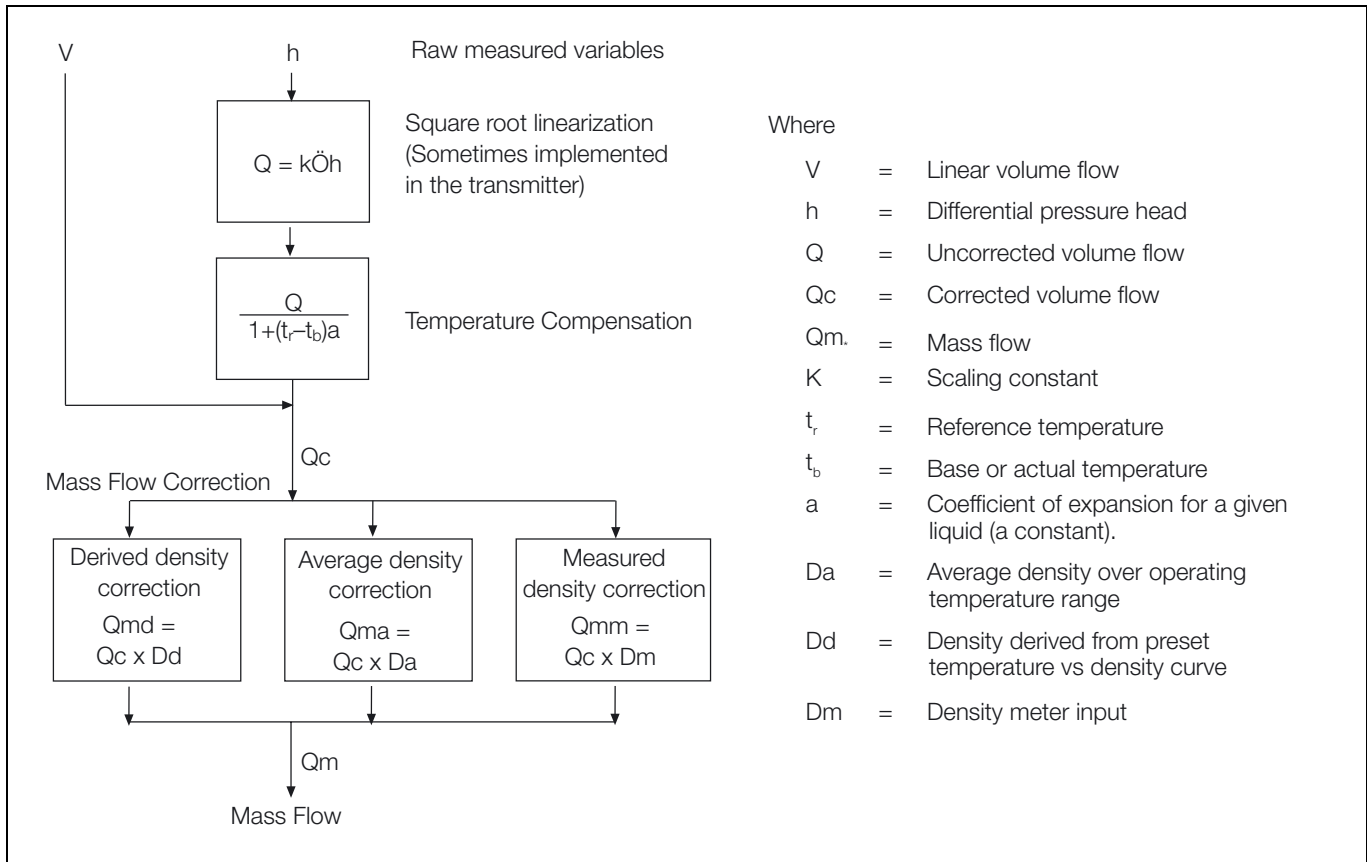 V
h
Raw measured variables
Q = kÖh
Square root linearization
(Sometimes implemented
in the transmitter)
Q
1+(tᵣ–t_b)a
Temperature Compensation
Qc
Mass Flow Correction
Derived density
correction
Qmd =
Qc x Dd
Average density
correction
Qma =
Qc x Da
Measured
density correction
Qmm =
Qc x Dm
Qm
Mass Flow
Where
V = Linear volume flow
h = Differential pressure head
Q = Uncorrected volume flow
Qc = Corrected volume flow
Qm. = Mass flow
K = Scaling constant
tᵣ = Reference temperature
t_b = Base or actual temperature
a = Coefficient of expansion for a given
liquid (a constant).
Da = Average density over operating
temperature range
Dd = Density derived from preset
temperature vs density curve
Dm = Density meter input